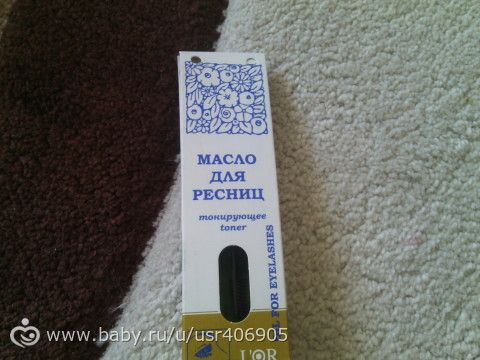 МАСЛО
ДЛЯ
РЕСНИЦ
тонирующее
toner
FOR EYELASHES
L'OR
www.baby.ru/u/usr406905